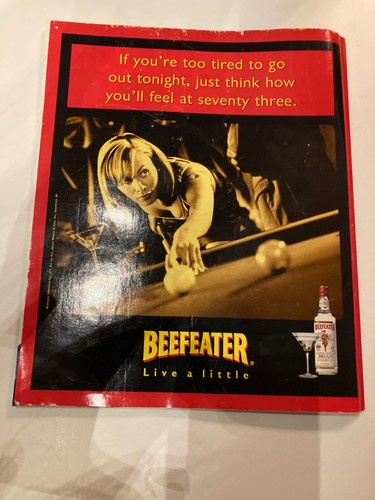 If you're too tired to go
out tonight, just think how
you'll feel at seventy three.
BEEFEATER®
Live a little
BEEFEATER